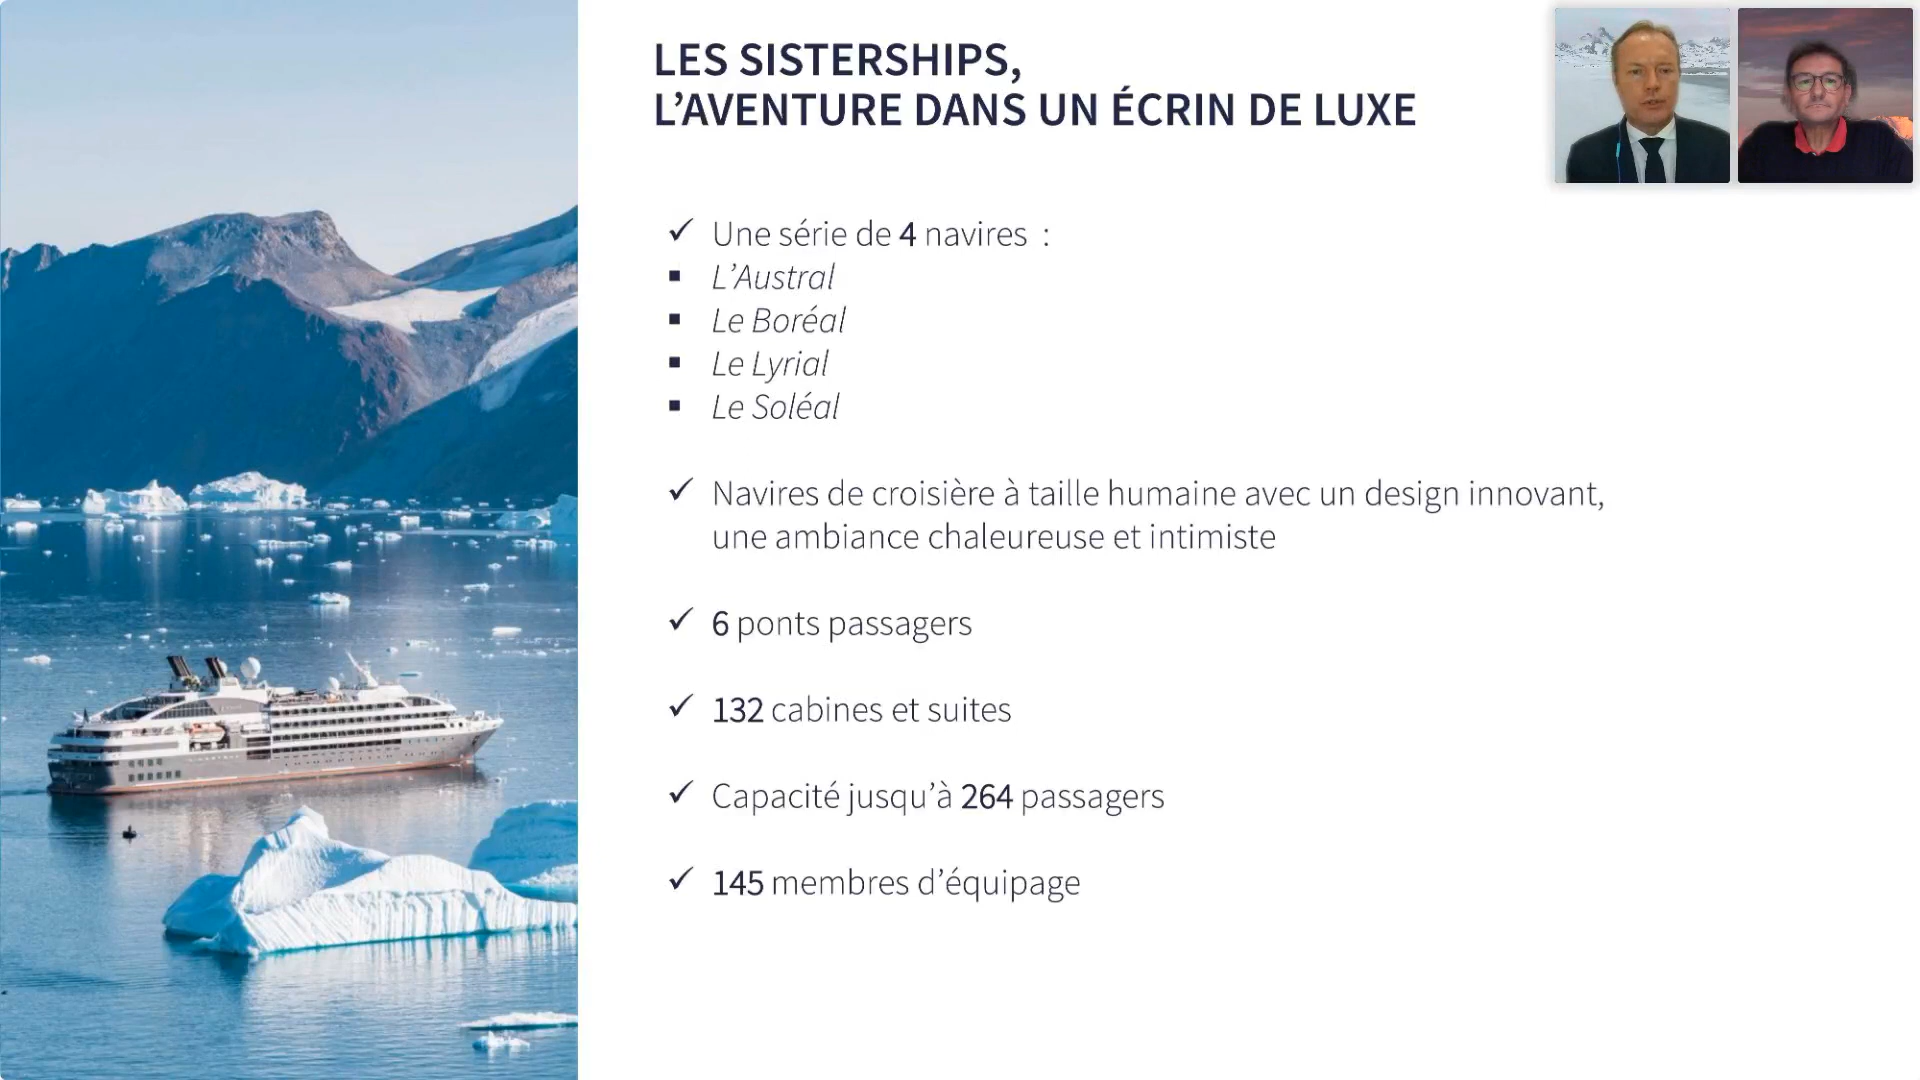 LES SISTERSHIPS,
L’AVENTURE DANS UN ÉCRIN DE LUXE
Une série de 4 navires :
L’Austral
Le Boréal
Le Lyrial
Le Soléal
Navires de croisière à taille humaine avec un design innovant,
une ambiance chaleureuse et intimiste
6 ponts passagers
132 cabines et suites
Capacité jusqu’à 264 passagers
145 membres d’équipage